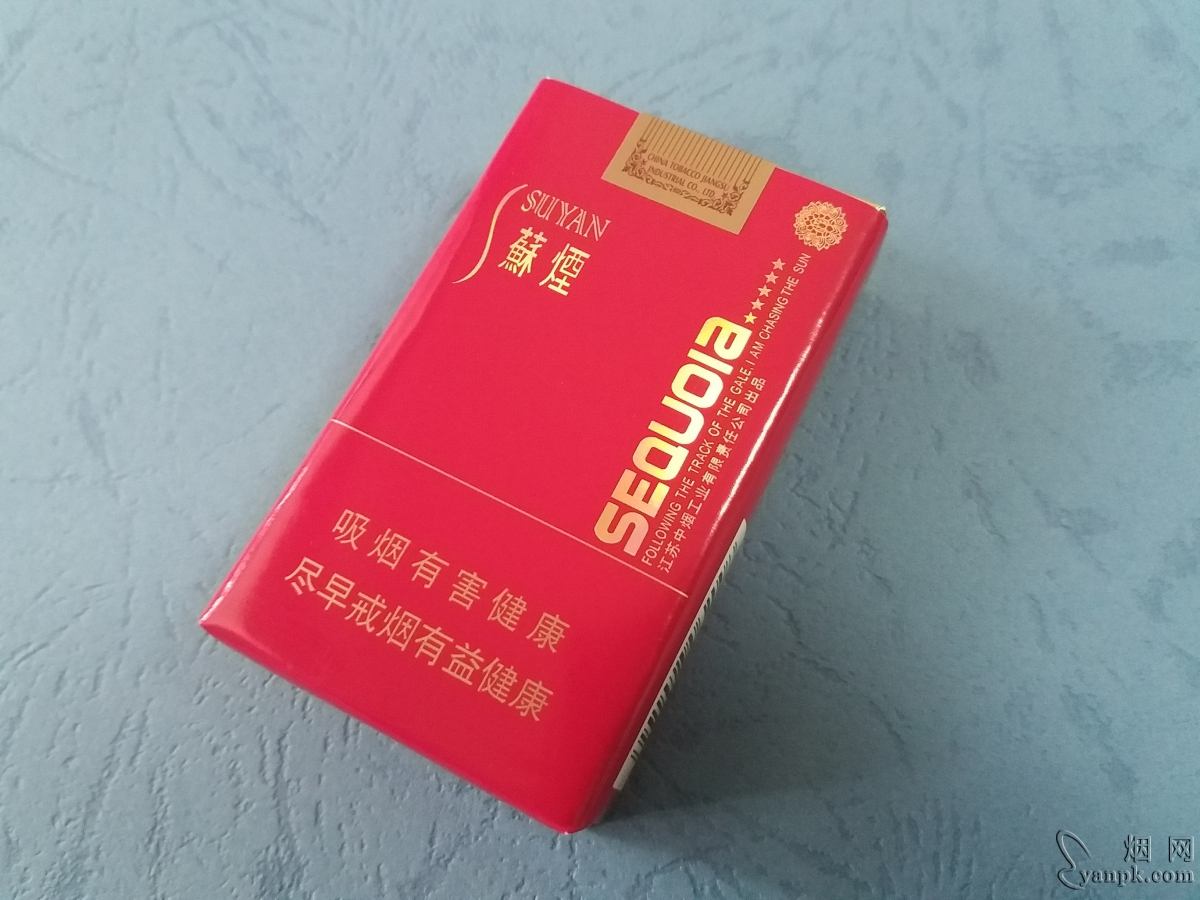 CHINA TOBACCO JIANGSU
INDUSTRIAL CO., LTD.
SUYAN
蘇煙
SEQUOIA
★★★★★
FOLLOWING THE TRACK OF THE GALE, I AM CHASING THE SUN
江苏中烟工业有限责任公司出品
吸烟有害健康
尽早戒烟有益健康
烟网
yanpk.com